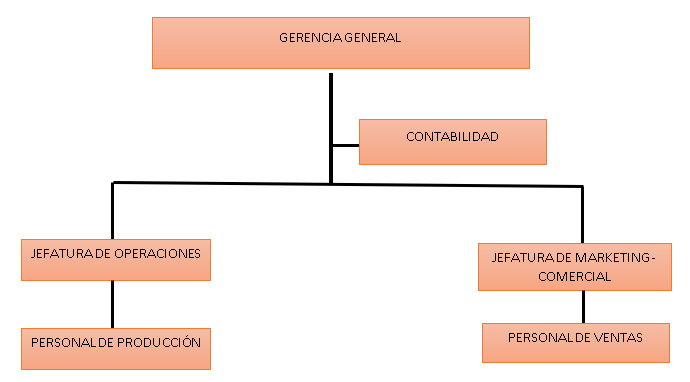 GERENCIA GENERAL
CONTABILIDAD
JEFATURA DE OPERACIONES
JEFATURA DE MARKETING-
COMERCIAL
PERSONAL DE PRODUCCIÓN
PERSONAL DE VENTAS